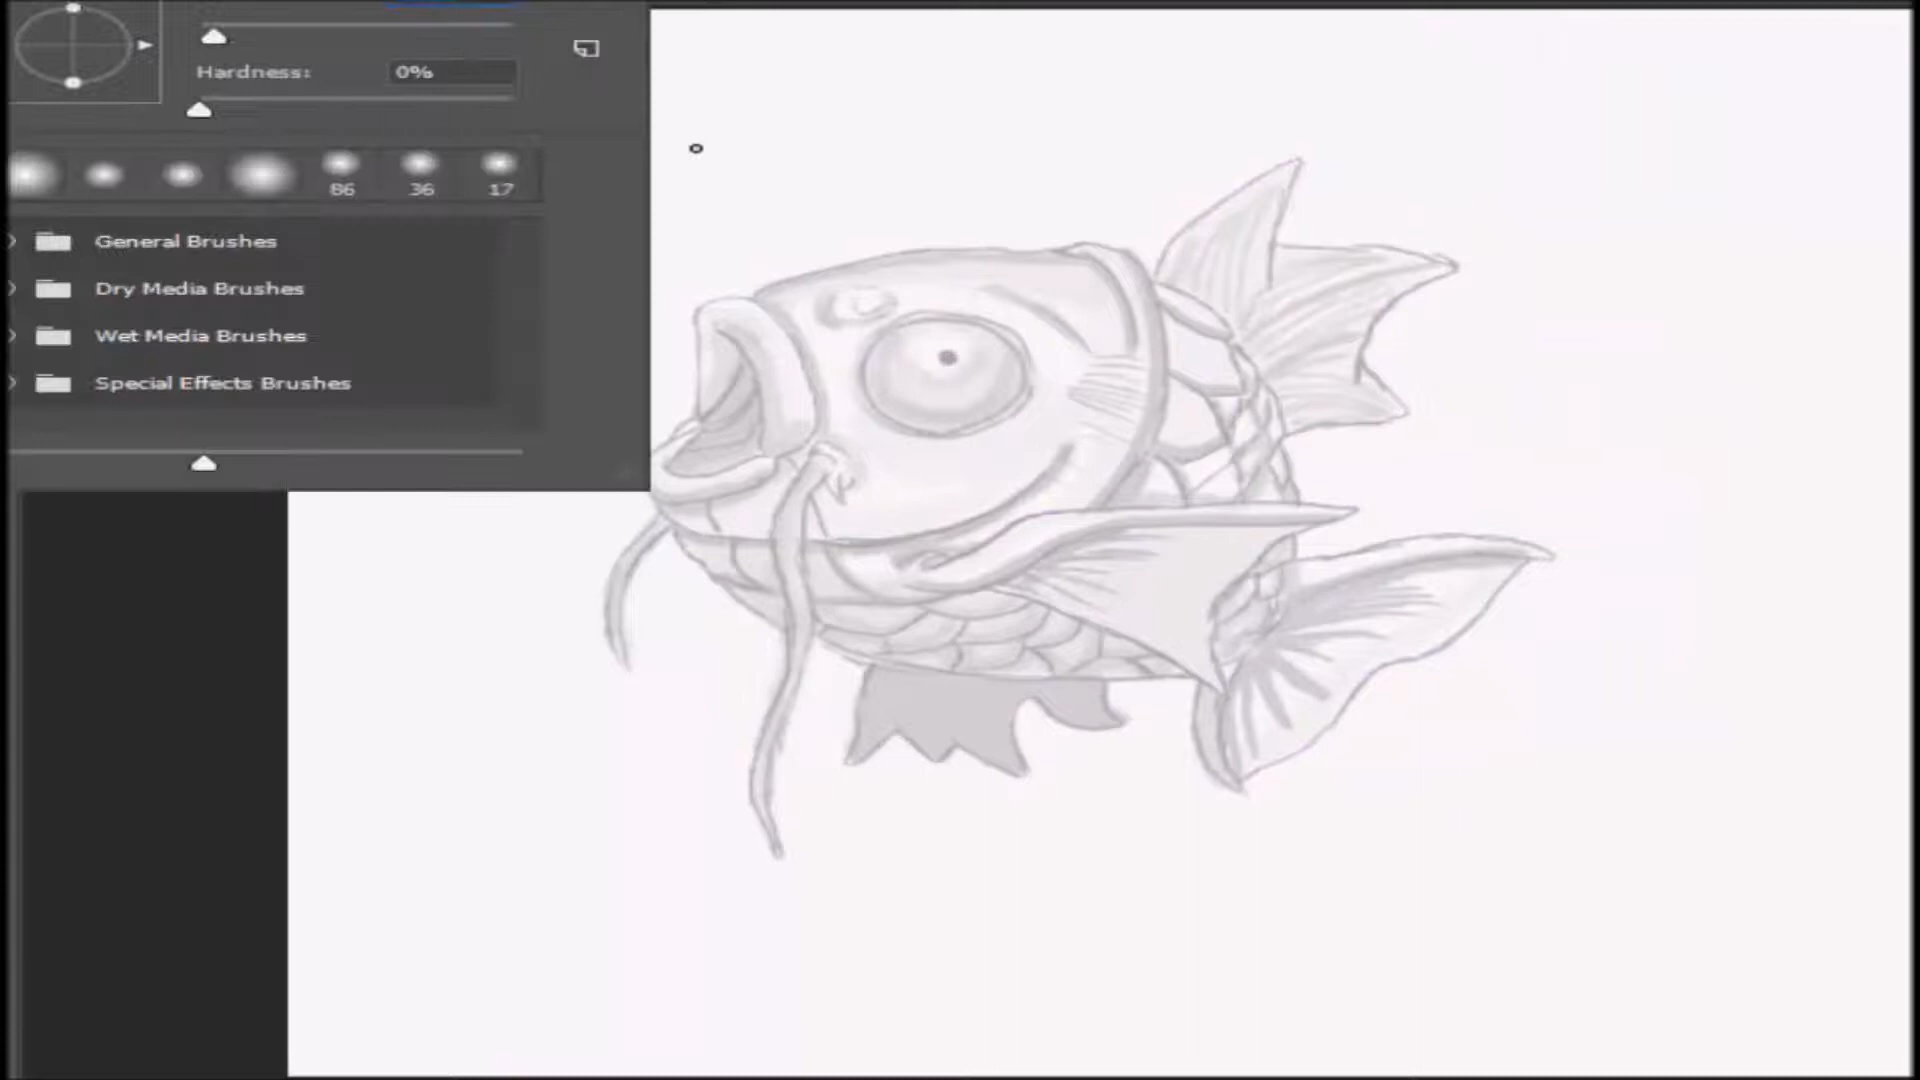 Hardness: 0%
86 36 17
General Brushes
Dry Media Brushes
Wet Media Brushes
Special Effects Brushes